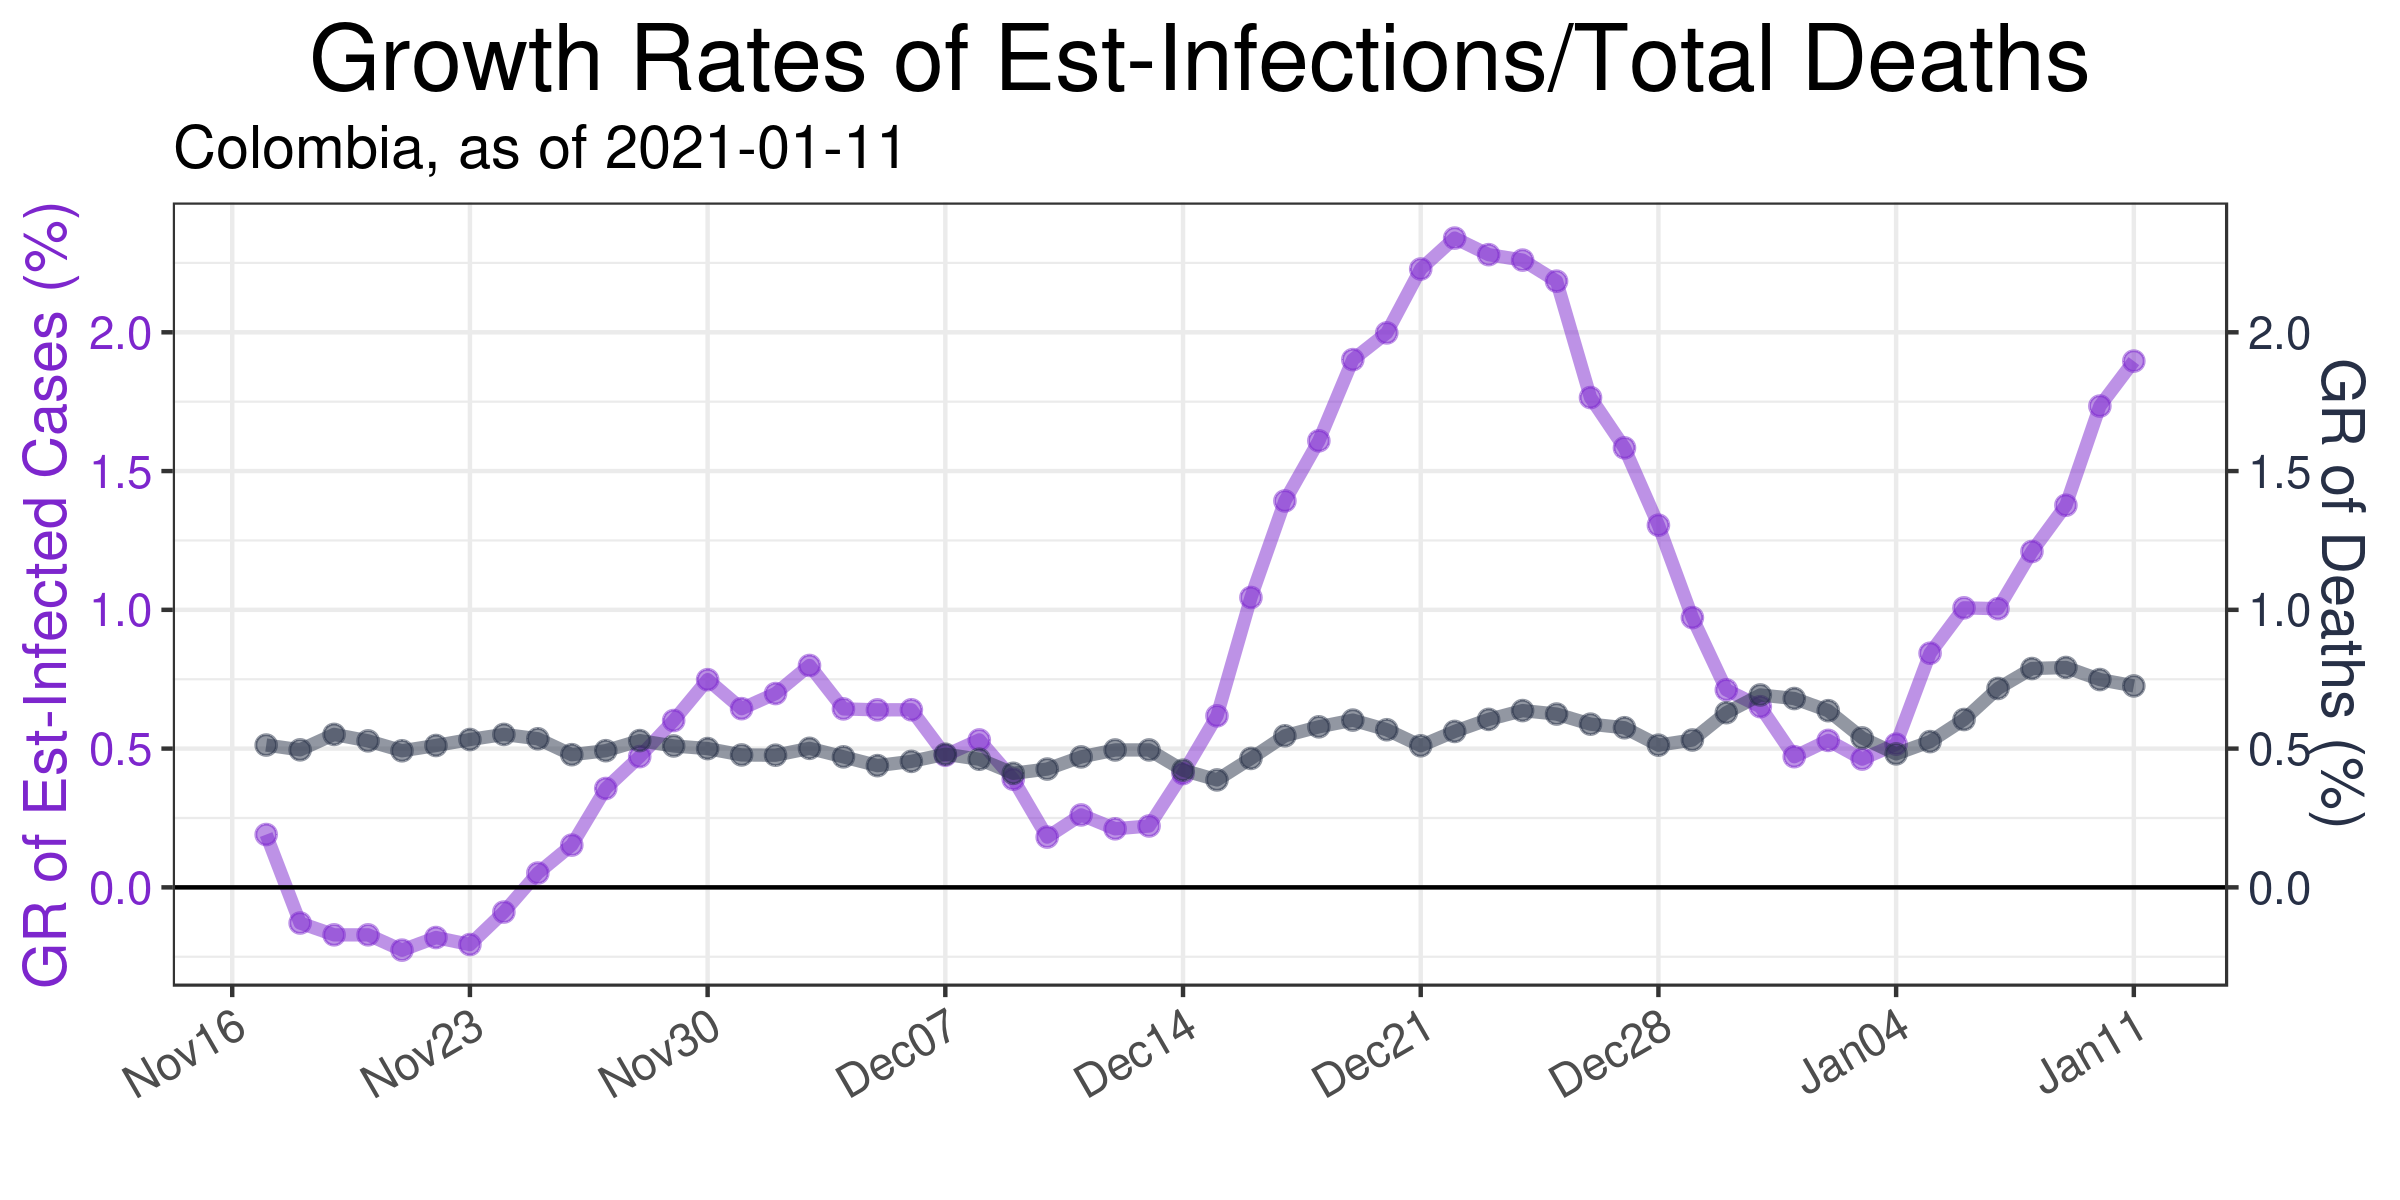 Growth Rates of Est-Infections/Total Deaths
Colombia, as of 2021-01-11
GR of Est-Infected Cases (%)
2.0
1.5
1.0
0.5
0.0
2.0
1.5
1.0
0.5
0.0
GR of Deaths (%)
Nov16
Nov23
Nov30
Dec07
Dec14
Dec21
Dec28
Jan04
Jan11